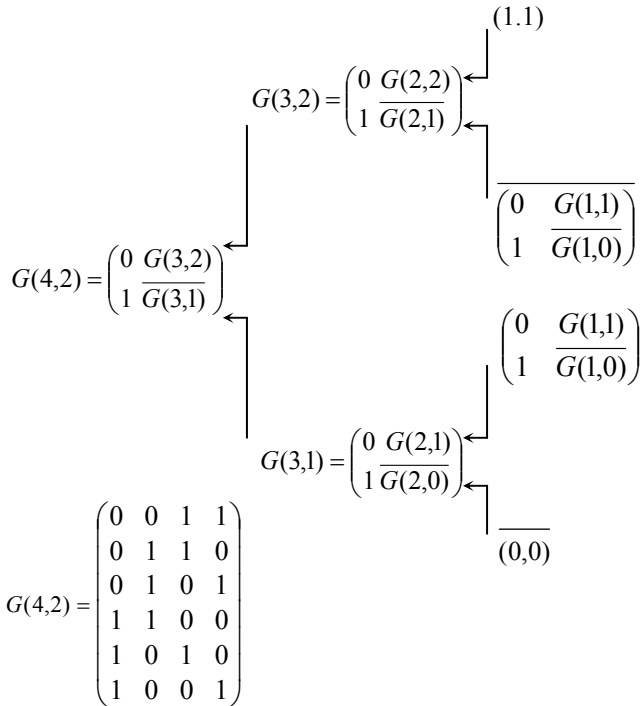 (1.1)
G(3,2) = (0 G(2,2)
1 \overline{G(2,1)})
\overline{(0 G(1,1)
1 \overline{G(1,0)})}
G(4,2) = (0 G(3,2)
1 \overline{G(3,1)})
(0 G(1,1)
1 \overline{G(1,0)})
G(3,1) = (0 G(2,1)
1 \overline{G(2,0)})
\overline{(0,0)}
G(4,2) = (0 0 1 1
0 1 1 0
0 1 0 1
1 1 0 0
1 0 1 0
1 0 0 1)